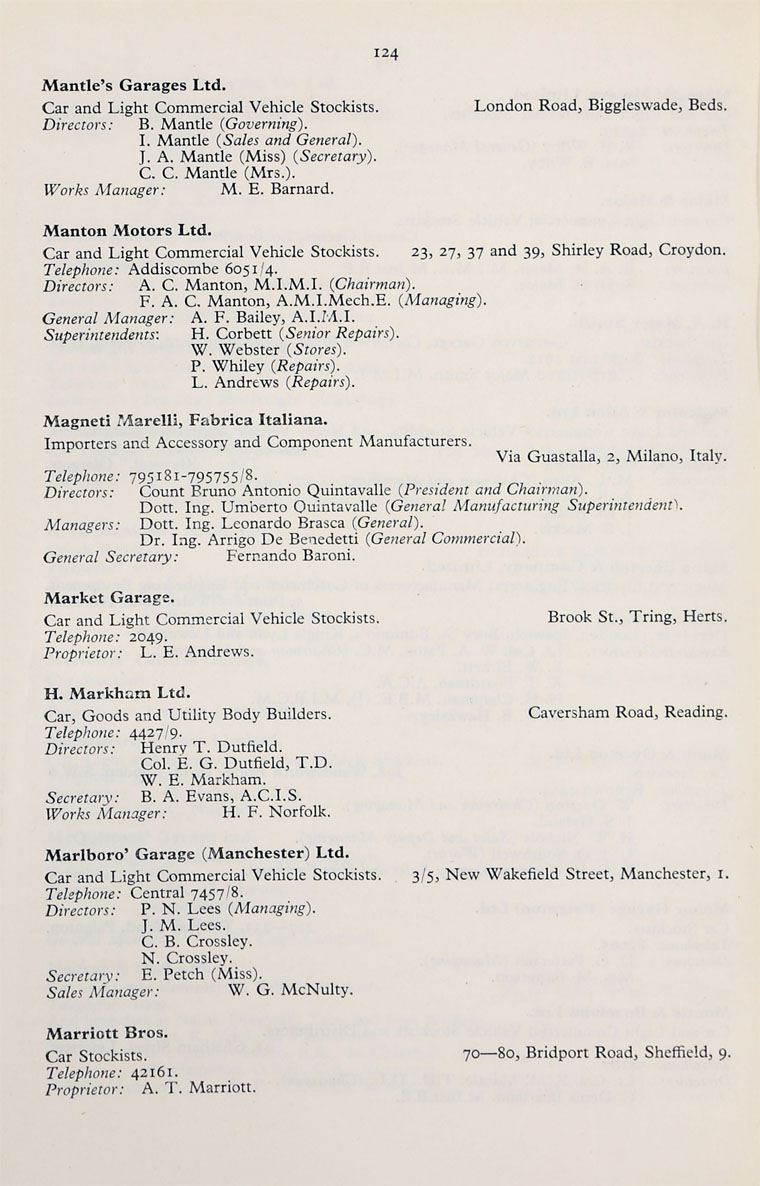 124
Mantle's Garages Ltd.
Car and Light Commercial Vehicle Stockists. London Road, Biggleswade, Beds.
Directors: B. Mantle (Governing).
I. Mantle (Sales and General).
J. A. Mantle (Miss) (Secretary).
C. C. Mantle (Mrs.).
Works Manager: M. E. Barnard.
Manton Motors Ltd.
Car and Light Commercial Vehicle Stockists. 23, 27, 37 and 39, Shirley Road, Croydon.
Telephone: Addiscombe 6051/4.
Directors: A. C. Manton, M.I.M.I. (Chairman).
F. A. C. Manton, A.M.I.Mech.E. (Managing).
General Manager: A. F. Bailey, A.I.M.I.
Superintendents: H. Corbett (Senior Repairs).
W. Webster (Stores).
P. Whiley (Repairs).
L. Andrews (Repairs).
Magneti Marelli, Fabrica Italiana.
Importers and Accessory and Component Manufacturers.
Via Guastalla, 2, Milano, Italy.
Telephone: 795181-795755/8.
Directors: Count Bruno Antonio Quintavalle (President and Chairman).
Dott. Ing. Umberto Quintavalle (General Manufacturing Superintendent).
Managers: Dott. Ing. Leonardo Brasca (General).
Dr. Ing. Arrigo De Benedetti (General Commercial).
General Secretary: Fernando Baroni.
Market Garage.
Car and Light Commercial Vehicle Stockists. Brook St., Tring, Herts.
Telephone: 2049.
Proprietor: L. E. Andrews.
H. Markham Ltd.
Car, Goods and Utility Body Builders. Caversham Road, Reading.
Telephone: 4427/9.
Directors: Henry T. Dutfield.
Col. E. G. Dutfield, T.D.
W. E. Markham.
Secretary: B. A. Evans, A.C.I.S.
Works Manager: H. F. Norfolk.
Marlboro' Garage (Manchester) Ltd.
Car and Light Commercial Vehicle Stockists. 3/5, New Wakefield Street, Manchester, 1.
Telephone: Central 7457/8.
Directors: P. N. Lees (Managing).
J. M. Lees.
C. B. Crossley.
N. Crossley.
Secretary: E. Petch (Miss).
Sales Manager: W. G. McNulty.
Marriott Bros.
Car Stockists. 70—80, Bridport Road, Sheffield, 9.
Telephone: 42161.
Proprietor: A. T. Marriott.